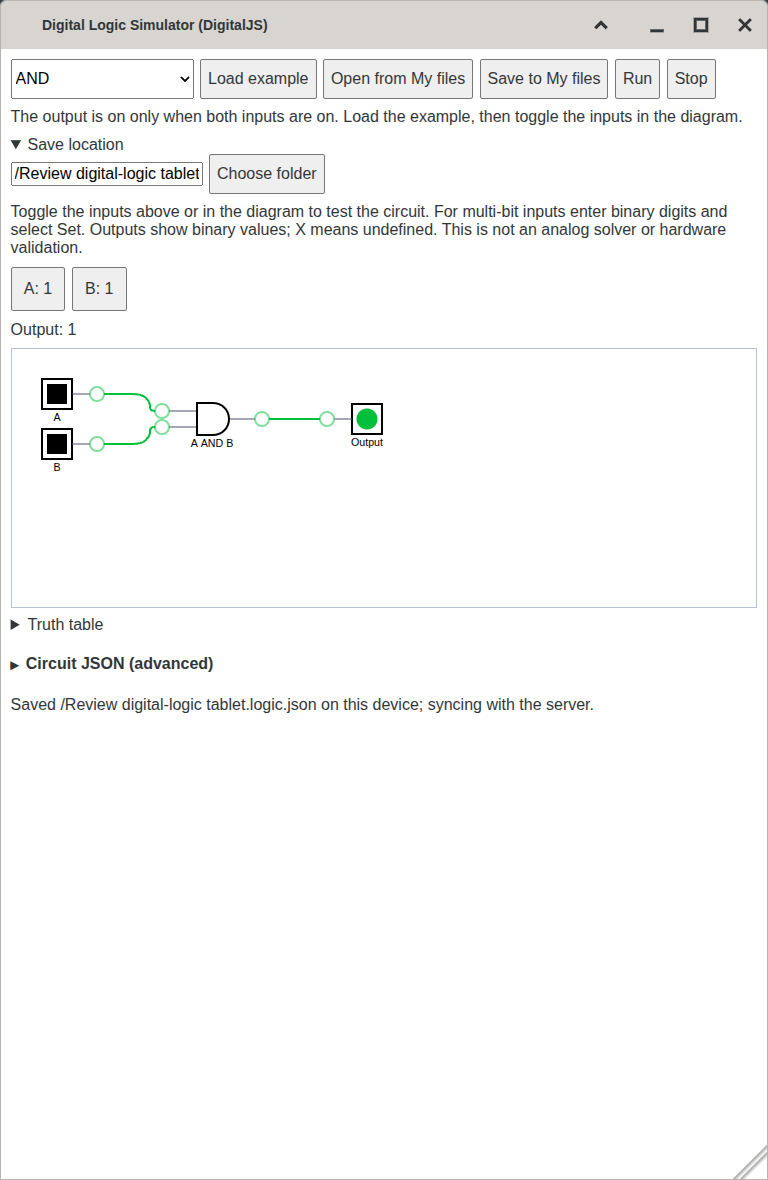 Digital Logic Simulator (DigitalJS)
AND Load example Open from My files Save to My files Run Stop
The output is on only when both inputs are on. Load the example, then toggle the inputs in the diagram.
Save location
/Review digital-logic tablet Choose folder
Toggle the inputs above or in the diagram to test the circuit. For multi-bit inputs enter binary digits and
select Set. Outputs show binary values; X means undefined. This is not an analog solver or hardware
validation.
A: 1 B: 1
Output: 1
A
B
A AND B
Output
Truth table
Circuit JSON (advanced)
Saved /Review digital-logic tablet.logic.json on this device; syncing with the server.